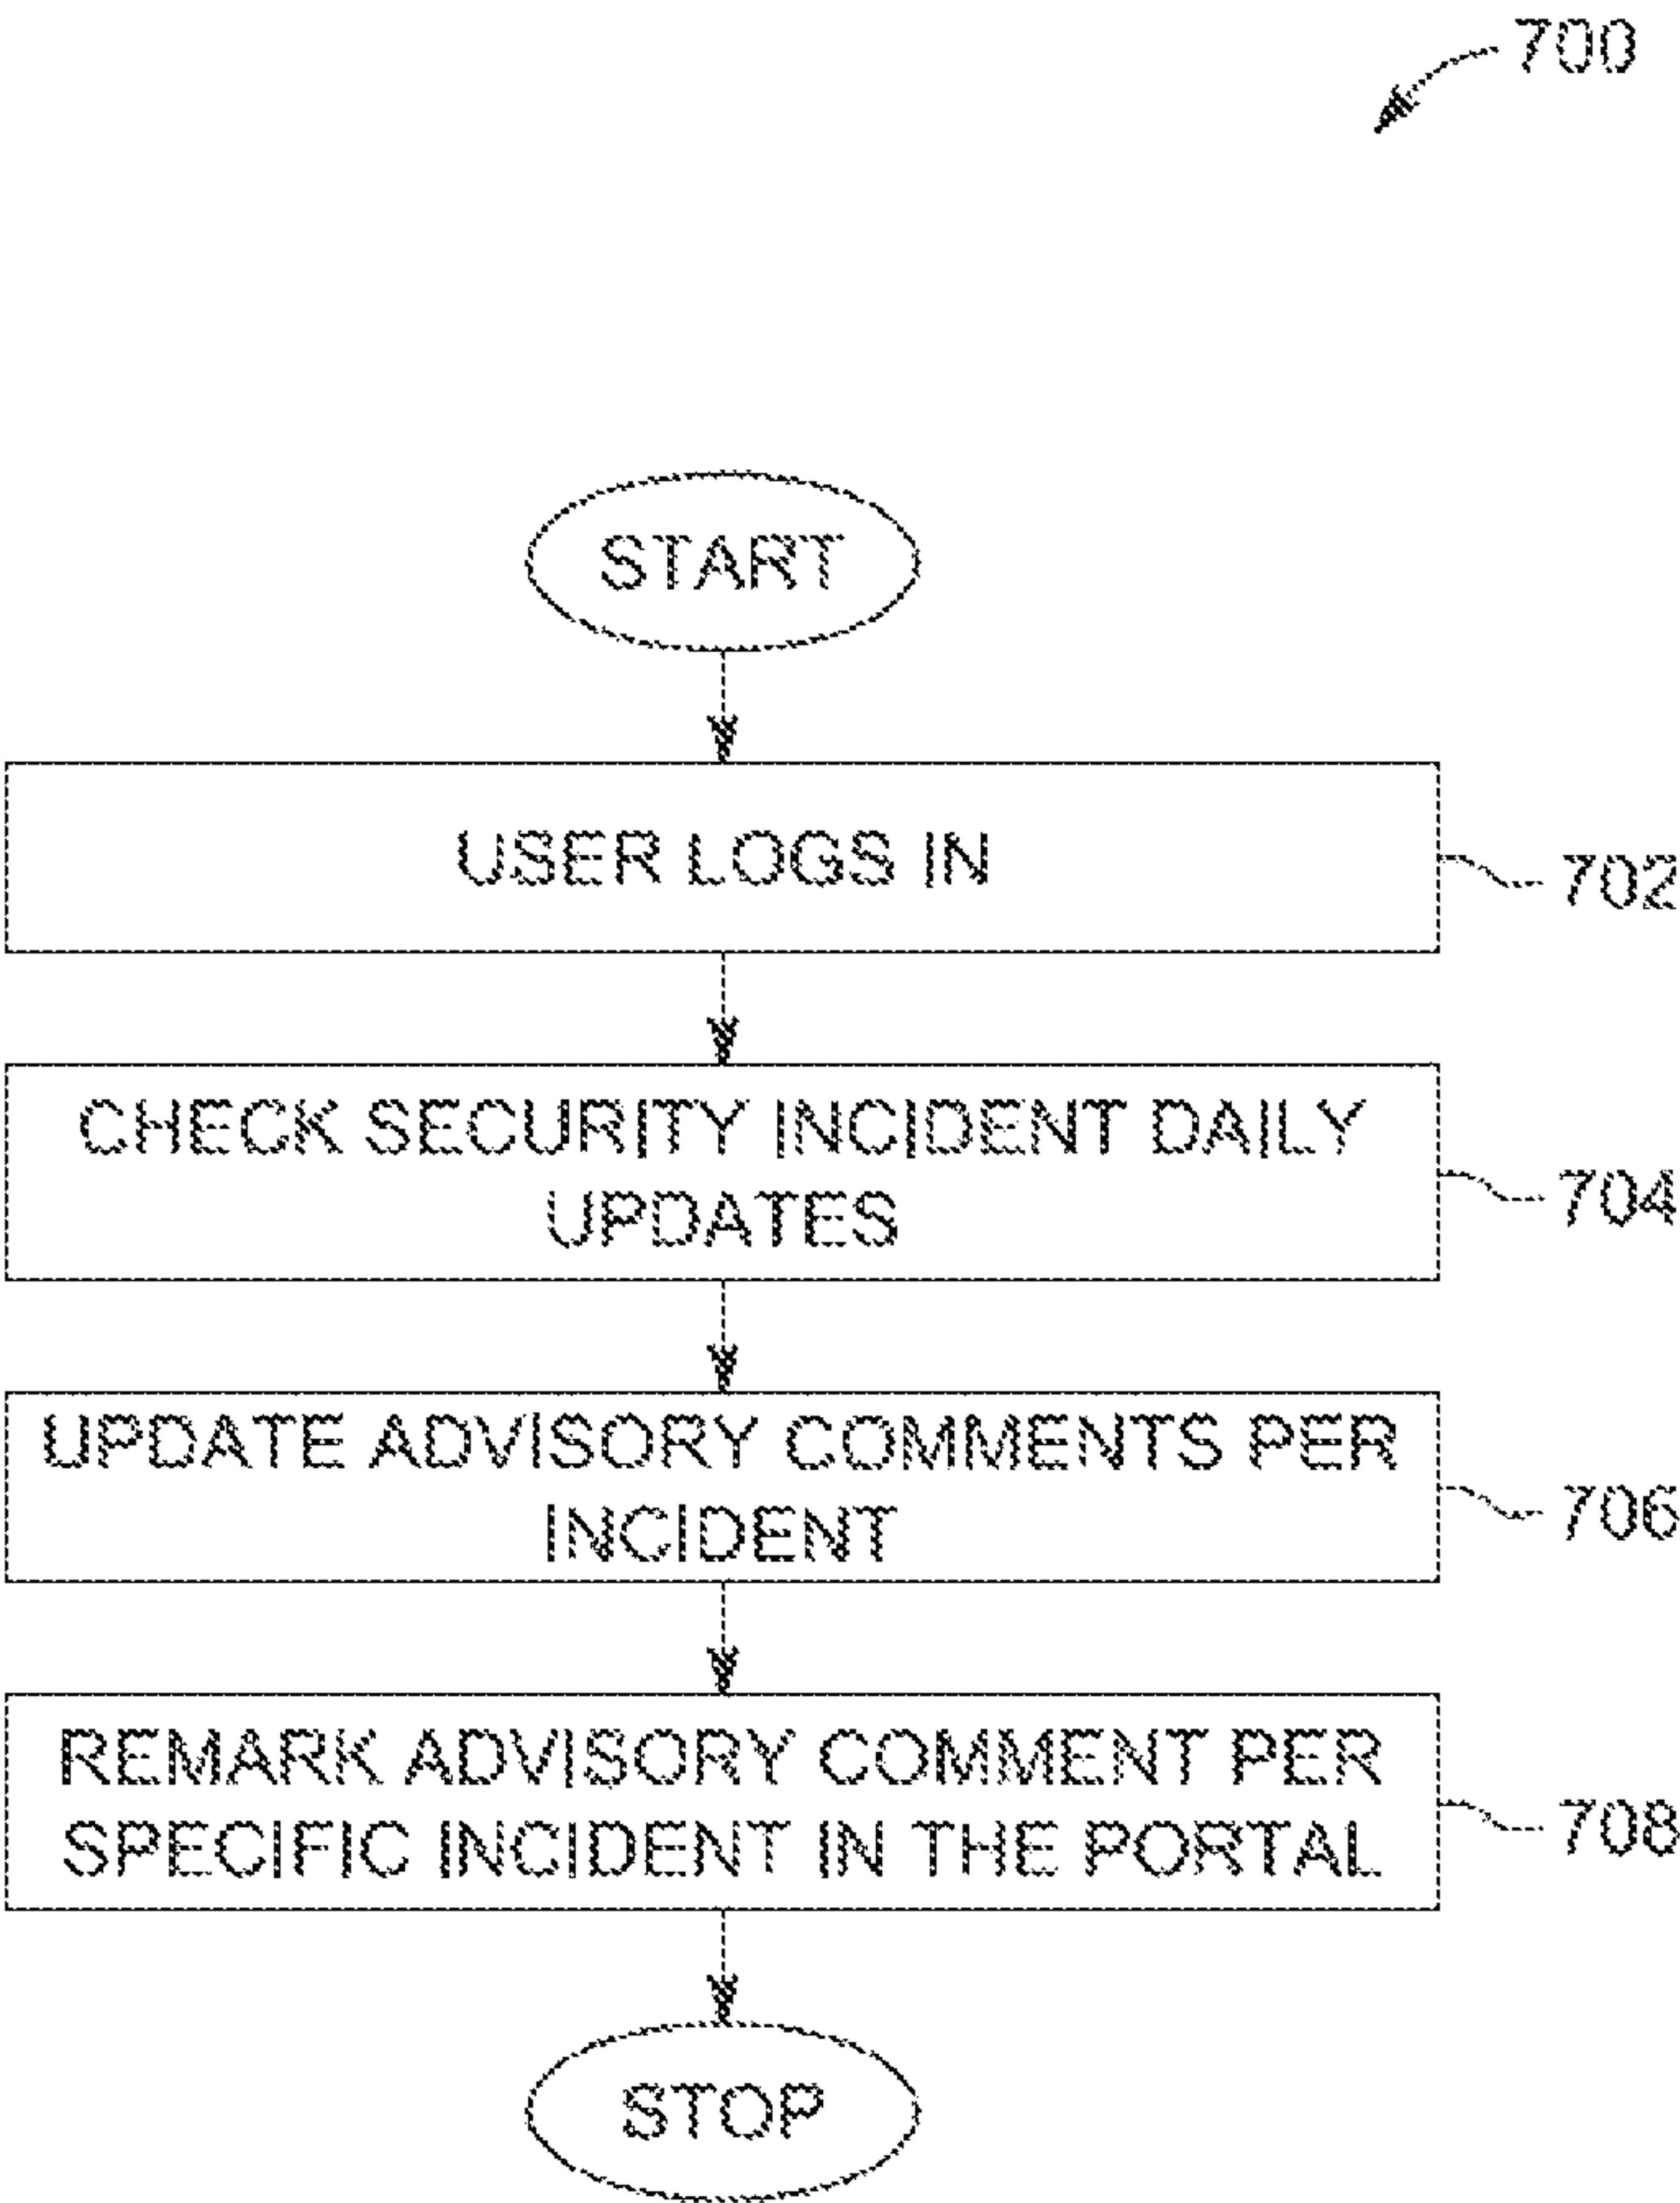 700
START
USER LOGS IN
702
CHECK SECURITY INCIDENT DAILY
UPDATES
704
UPDATE ADVISORY COMMENTS PER
INCIDENT
706
REMARK ADVISORY COMMENT PER
SPECIFIC INCIDENT IN THE PORTAL
708
STOP